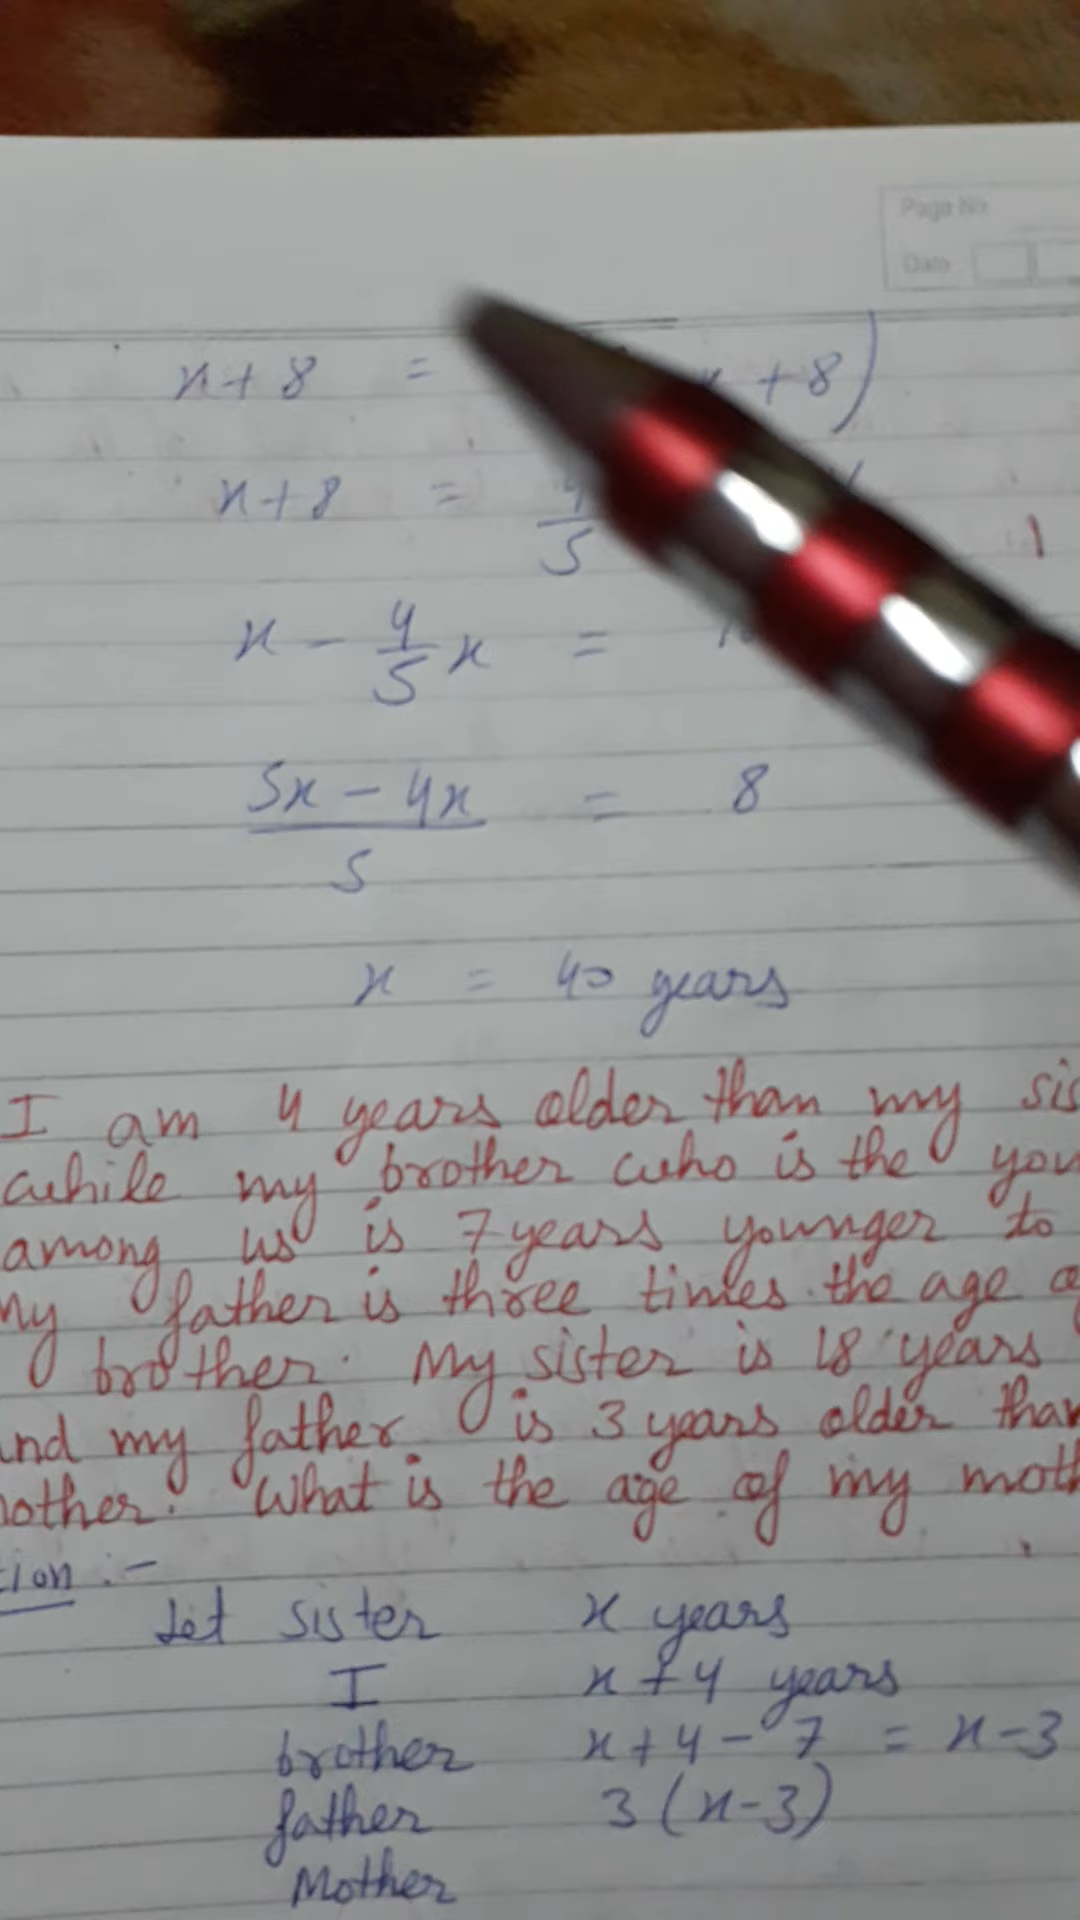 Page No
Date
x + 8 = x + 8)
x + 8 = 4/5
1
x - 4/5 x =
5x - 4x / 5 = 8
x = 40 years
I am 4 years older than my
while my brother who is the
among us is 7 years younger to
father is three times the age
brother. My sister is 18 years
my father is 3 years older
What is the age of my
Let sister x years
I x + 4 years
brother x + 4 - 7 = x - 3
father 3 (x - 3)
Mother